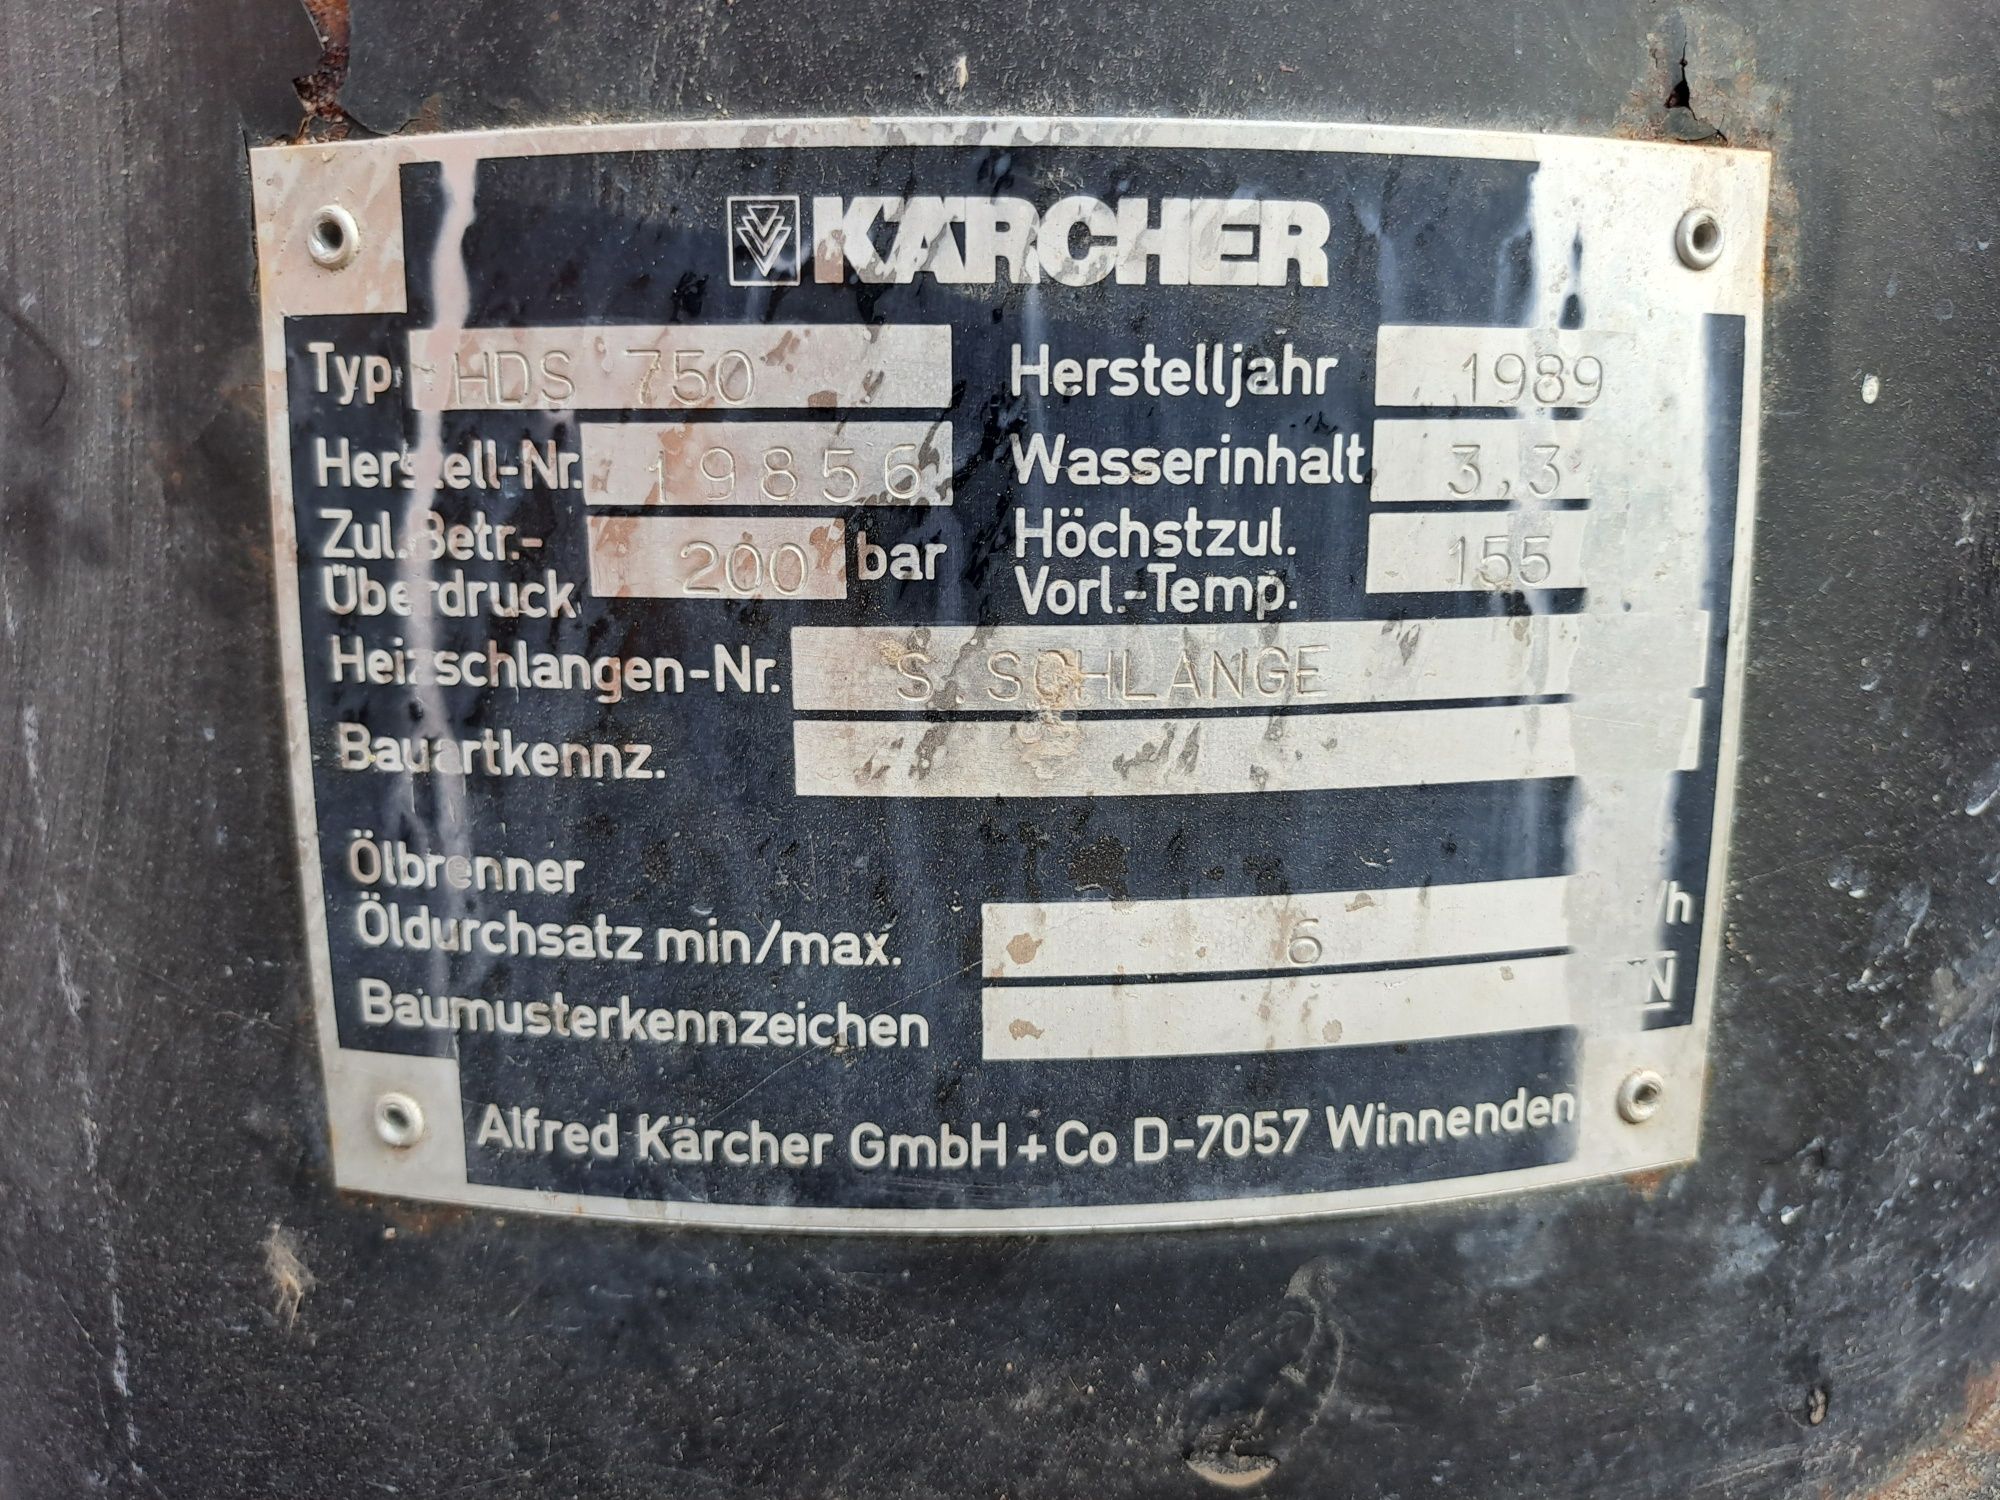 KÄRCHER
Typ HDS 750 Herstelljahr 1989
Herstell-Nr. 19856 Wasserinhalt 3,3
Zul. Betr.- Überdruck 200 bar Höchstzul. Vorl.-Temp. 155
Heizschlangen-Nr. S.SCHLANGE
Bauartkennz.
Ölbrenner
Öldurchsatz min/max. 6 /h
Baumusterkennzeichen N
Alfred Kärcher GmbH+Co D-7057 Winnenden